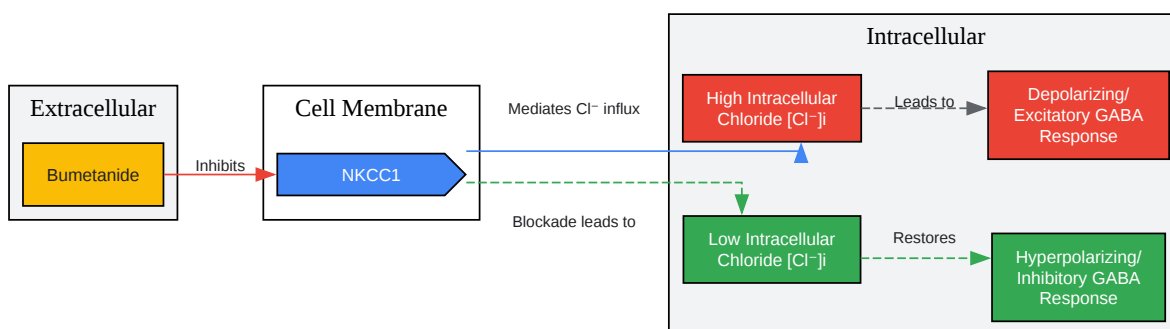 Extracellular
Bumetanide
Inhibits
Cell Membrane
NKCC1
Mediates Cl⁻ influx
Blockade leads to
Intracellular
High Intracellular
Chloride [Cl⁻]i
Leads to
Depolarizing/
Excitatory GABA
Response
Low Intracellular
Chloride [Cl⁻]i
Restores
Hyperpolarizing/
Inhibitory GABA
Response